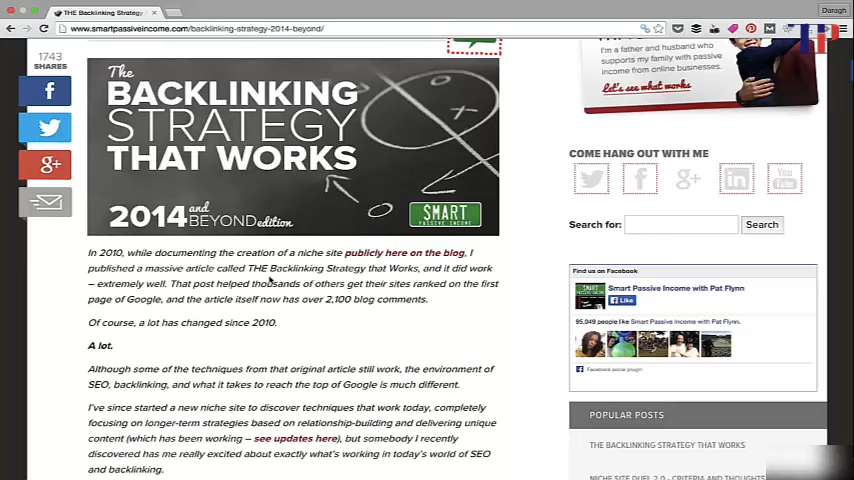 THE Backlinking Strategy
Daragh
www.smartpassiveincome.com/backlinking-strategy-2014-beyond/
1743
SHARES
The
BACKLINKING
STRATEGY
THAT WORKS
2014 and BEYOND edition
SMART
PASSIVE INCOME
In 2010, while documenting the creation of a niche site publicly here on the blog, I
published a massive article called THE Backlinking Strategy that Works, and it did work
– extremely well. That post helped thousands of others get their sites ranked on the first
page of Google, and the article itself now has over 2,100 blog comments.
Of course, a lot has changed since 2010.
A lot.
Although some of the techniques from that original article still work, the environment of
SEO, backlinking, and what it takes to reach the top of Google is much different.
I've since started a new niche site to discover techniques that work today, completely
focusing on longer-term strategies based on relationship-building and delivering unique
content (which has been working – see updates here), but somebody I recently
discovered has me really excited about exactly what's working in today's world of SEO
and backlinking.
I'm a father and husband who
supports my family with passive
income from online businesses.
Let's see what works
COME HANG OUT WITH ME
Search for:
Search
Find us on Facebook
Smart Passive Income with Pat Flynn
Like
95,049 people like Smart Passive Income with Pat Flynn.
Facebook social plugin
POPULAR POSTS
THE BACKLINKING STRATEGY THAT WORKS
NICHE SITE DUEL 2.0 - CRITERIA AND THOUGHTS